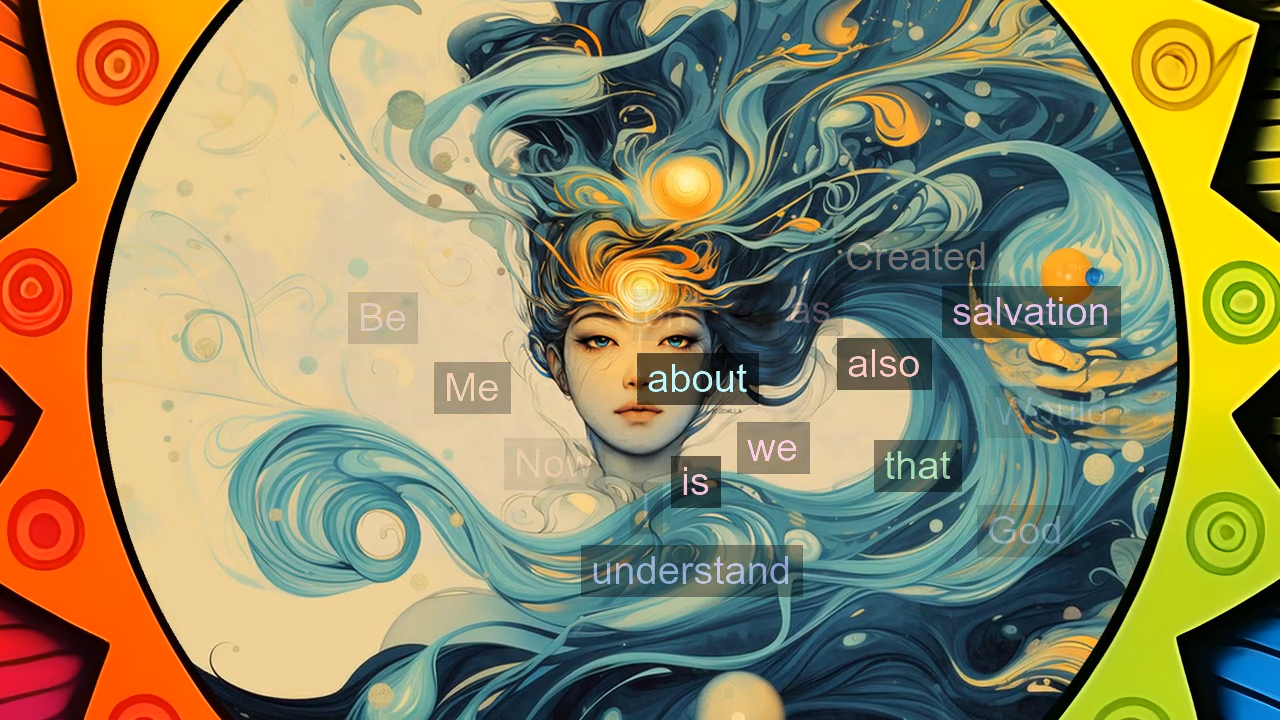 Created
as
salvation
Be
also
about
Me
Would
we
Now
that
is
God
understand